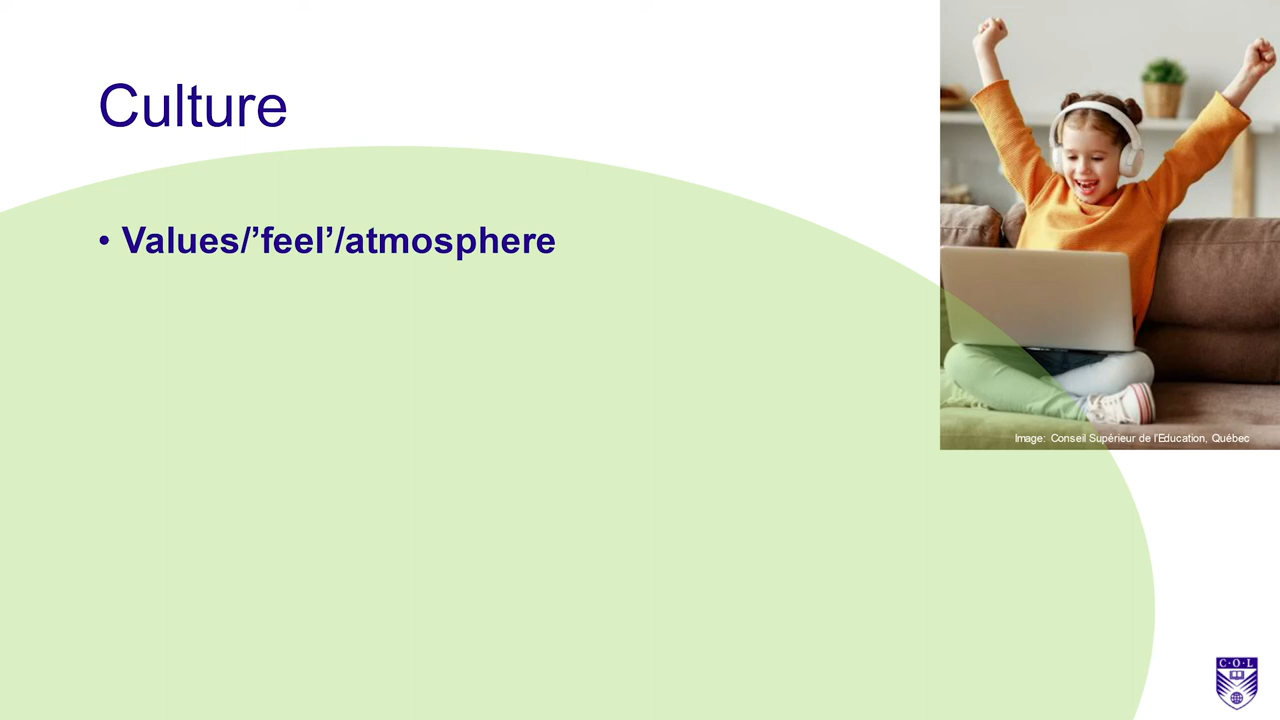 Culture
• Values/’feel’/atmosphere
Image: Conseil Supérieur de l’Education, Québec
C·O·L